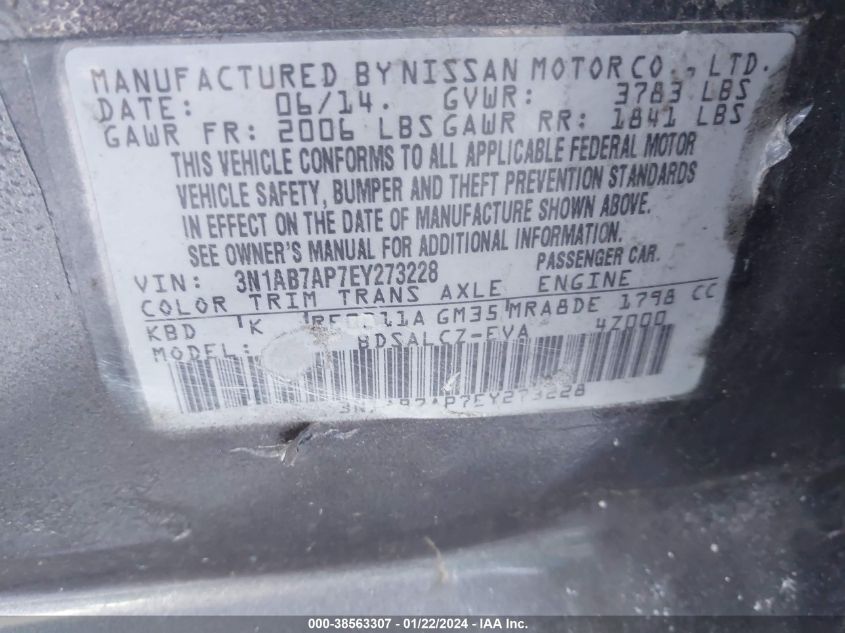 MANUFACTURED BY NISSAN MOTOR CO., LTD.
DATE: 06/14. GVWR: 3783 LBS
GAWR FR: 2006 LBS GAWR RR: 1841 LBS
THIS VEHICLE CONFORMS TO ALL APPLICABLE FEDERAL MOTOR
VEHICLE SAFETY, BUMPER AND THEFT PREVENTION STANDARDS
IN EFFECT ON THE DATE OF MANUFACTURE SHOWN ABOVE.
SEE OWNER'S MANUAL FOR ADDITIONAL INFORMATION.
VIN: 3N1AB7AP7EY273228 PASSENGER CAR.
COLOR TRIM TRANS AXLE ENGINE
KBD K GM35 MRA8DE 1798 CC
MODEL: BDSALCZ-EVA 4Z000
000-38563307 - 01/22/2024 - IAA Inc.